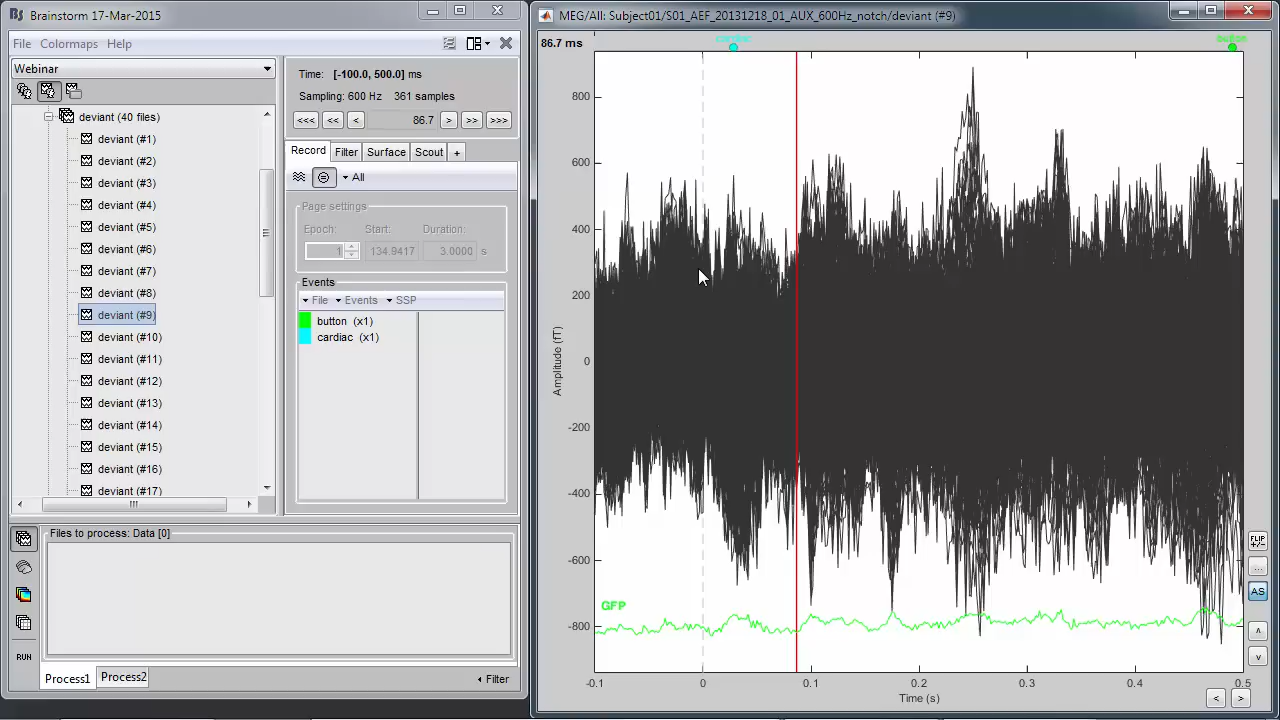 Brainstorm 17-Mar-2015
File Colormaps Help
Webinar
deviant (40 files)
deviant (#1)
deviant (#2)
deviant (#3)
deviant (#4)
deviant (#5)
deviant (#6)
deviant (#7)
deviant (#8)
deviant (#9)
deviant (#10)
deviant (#11)
deviant (#12)
deviant (#13)
deviant (#14)
deviant (#15)
deviant (#16)
deviant (#17)
Time: [-100.0, 500.0] ms
Sampling: 600 Hz 361 samples
<<< << < 86.7 > >> >>>
Record Filter Surface Scout +
All
Page settings
Epoch: Start: Duration:
1 134.9417 3.0000 s
Events
File Events SSP
button (x1)
cardiac (x1)
Files to process: Data [0]
RUN
Process1 Process2 Filter
MEG/All: Subject01/S01_AEF_20131218_01_AUX_600Hz_notch/deviant (#9)
86.7 ms
cardiac
button
800
600
400
200
0
-200
-400
-600
-800
Amplitude (fT)
GFP
FLIP
+/-
...
AS
-0.1 0 0.1 0.2 0.3 0.4 0.5
Time (s)
< >